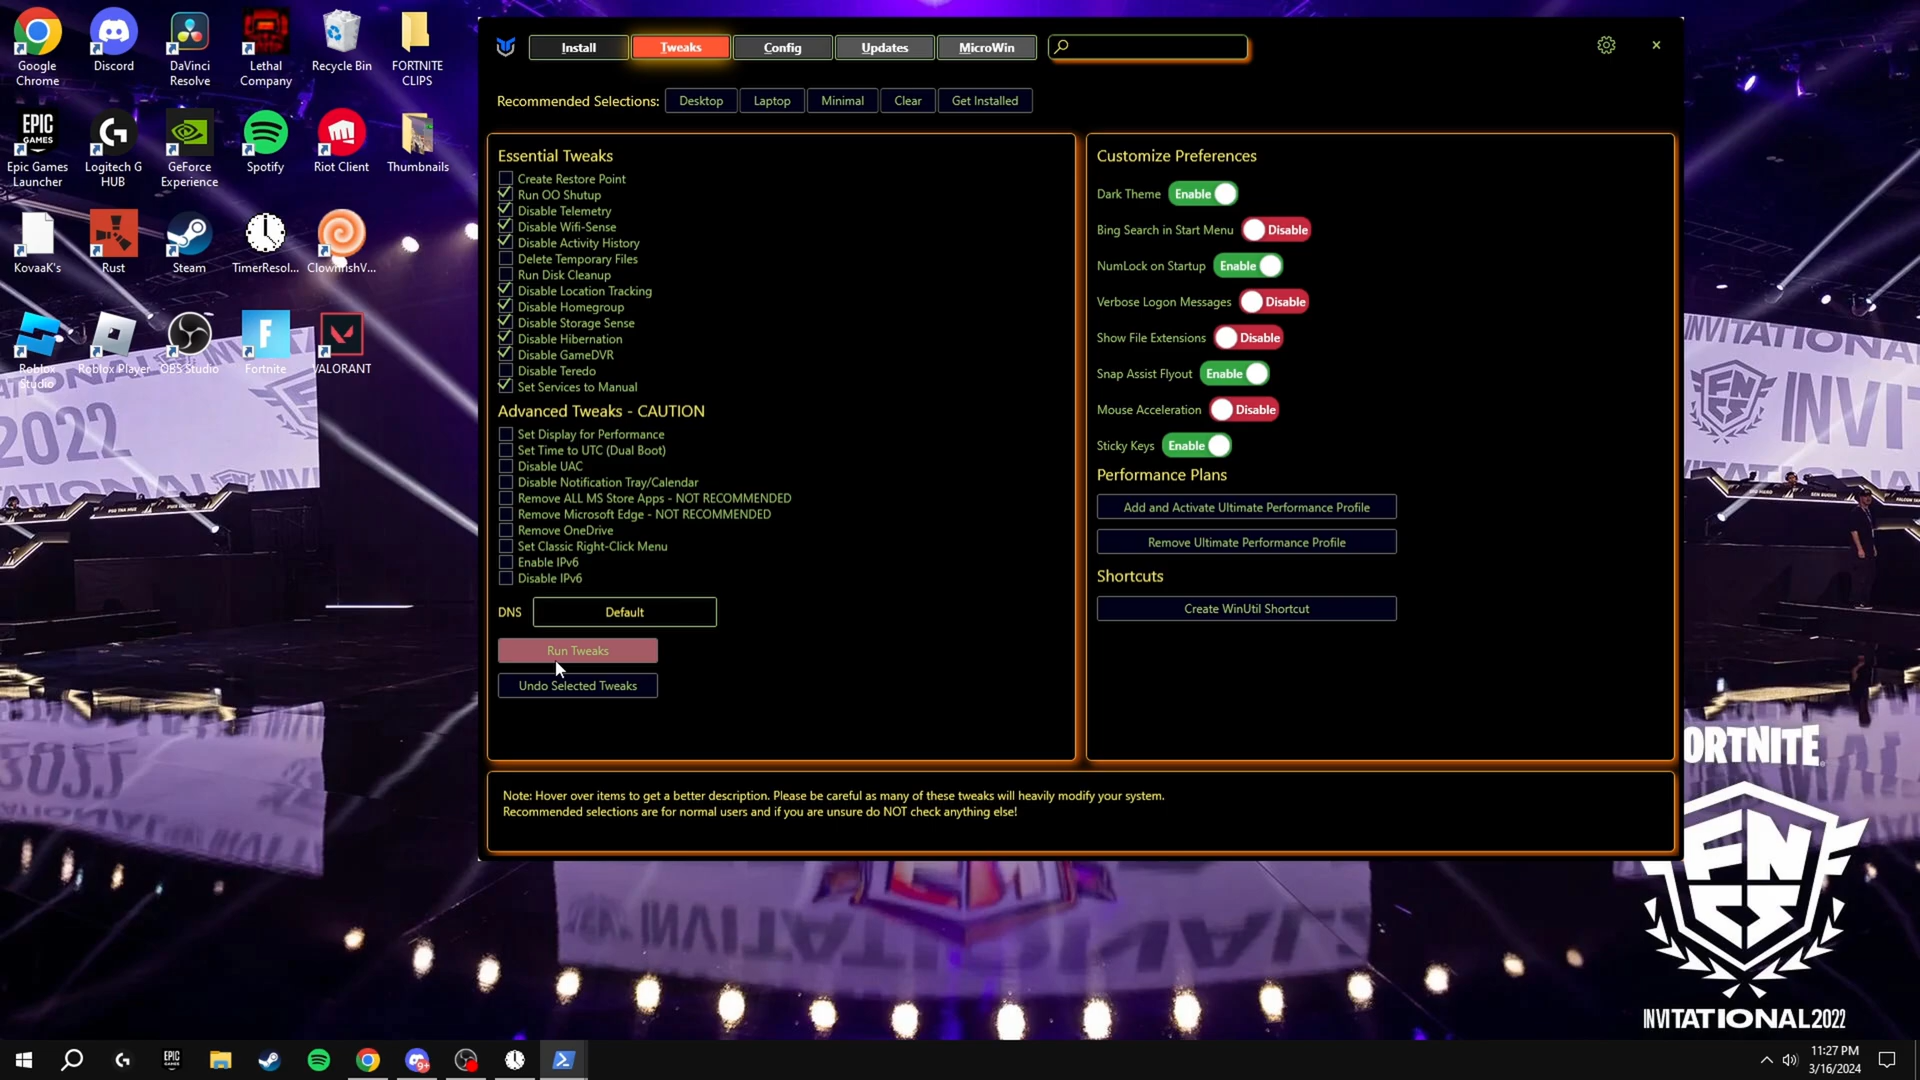 Google Chrome
Discord
DaVinci Resolve
Lethal Company
Recycle Bin
FORTNITE CLIPS
EPIC GAMES
Epic Games Launcher
Logitech G HUB
GeForce Experience
Spotify
Riot Client
Thumbnails
KovaaK's
Rust
Steam
TimerResol...
ClownfishV...
Roblox Studio
Roblox Player
OBS Studio
Fortnite
VALORANT
Install
Tweaks
Config
Updates
MicroWin
Recommended Selections:
Desktop
Laptop
Minimal
Clear
Get Installed
Essential Tweaks
Create Restore Point
Run OO Shutup
Disable Telemetry
Disable Wifi-Sense
Disable Activity History
Delete Temporary Files
Run Disk Cleanup
Disable Location Tracking
Disable Homegroup
Disable Storage Sense
Disable Hibernation
Disable GameDVR
Disable Teredo
Set Services to Manual
Advanced Tweaks - CAUTION
Set Display for Performance
Set Time to UTC (Dual Boot)
Disable UAC
Disable Notification Tray/Calendar
Remove ALL MS Store Apps - NOT RECOMMENDED
Remove Microsoft Edge - NOT RECOMMENDED
Remove OneDrive
Set Classic Right-Click Menu
Enable IPv6
Disable IPv6
DNS
Default
Run Tweaks
Undo Selected Tweaks
Customize Preferences
Dark Theme Enable
Bing Search in Start Menu Disable
NumLock on Startup Enable
Verbose Logon Messages Disable
Show File Extensions Disable
Snap Assist Flyout Enable
Mouse Acceleration Disable
Sticky Keys Enable
Performance Plans
Add and Activate Ultimate Performance Profile
Remove Ultimate Performance Profile
Shortcuts
Create WinUtil Shortcut
Note: Hover over items to get a better description. Please be careful as many of these tweaks will heavily modify your system.
Recommended selections are for normal users and if you are unsure do NOT check anything else!
2022
INVITATIONAL
INVIT
ORTNITE
FNCS
INVITATIONAL 2022
EPIC GAMES
9+
11:27 PM
3/16/2024